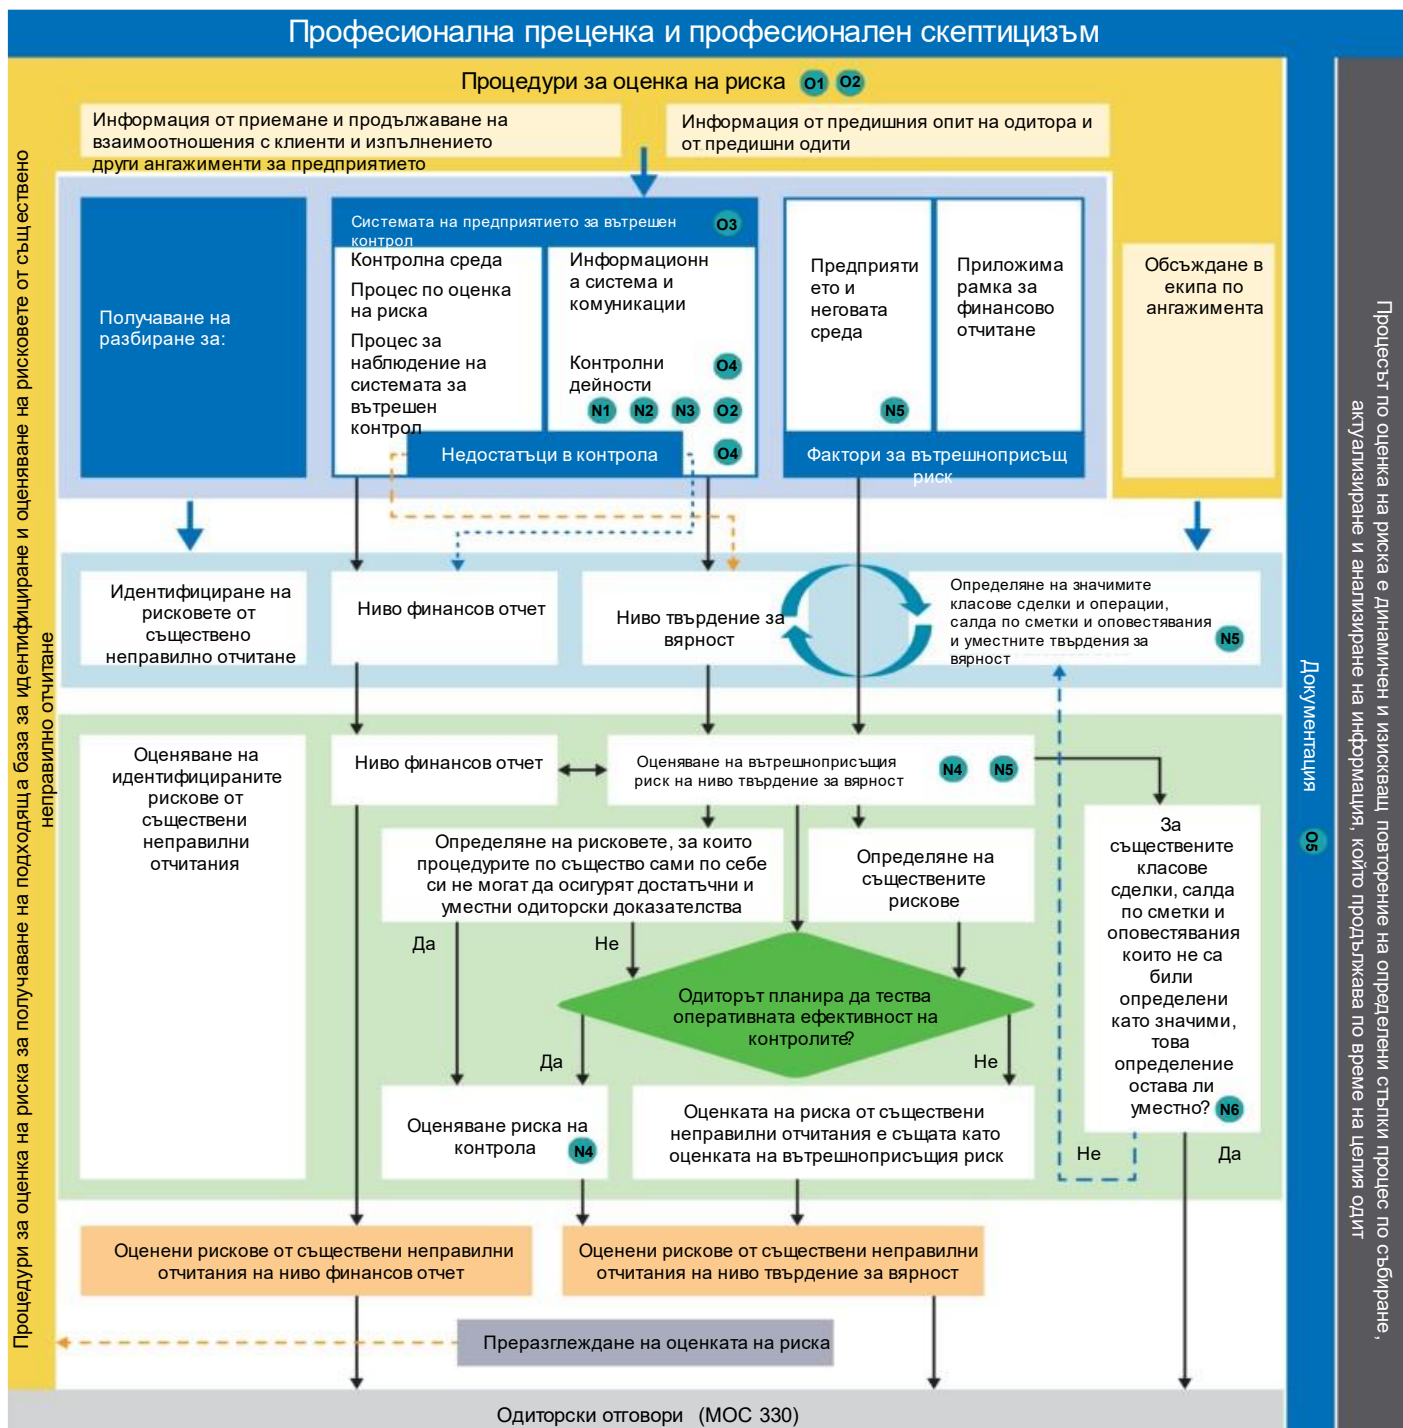 Професионална преценка и професионален скептицизъм
Процедури за оценка на риска O1 O2
Информация от приемане и продължаване на
взаимоотношения с клиенти и изпълнението
други ангажименти за предприятието
Информация от предишния опит на одитора и
от предишни одити
Получаване на
разбиране за:
Системата на предприятието за вътрешен
контрол
O3
Контролна среда
Процес по оценка
на риска
Процес за
наблюдение на
системата за
вътрешен
контрол
Информационн
а система и
комуникации
O4
Контролни
дейности
N1 N2 N3 O2
Недостатъци в контрола
O4
Предприяти
ето и
неговата
среда
N5
Приложима
рамка за
финансово
отчитане
Фактори за вътрешноприсъщ
риск
Обсъждане в
екипа по
ангажимента
Идентифициране на
рисковете от
съществено
неправилно отчитане
Ниво финансов отчет
Ниво твърдение за
вярност
Определяне на значимите
класове сделки и операции,
салда по сметки и оповестявания
и уместните твърдения за
вярност
N5
Оценяване на
идентифицираните
рискове от
съществени
неправилни
отчитания
Ниво финансов отчет
Оценяване на вътрешноприсъщия
риск на ниво твърдение за вярност
N4 N5
Определяне на рисковете, за които
процедурите по същество сами по себе
си не могат да осигурят достатъчни и
уместни одиторски доказателства
Определяне на
съществените
рискове
За
съществените
класове
сделки, салда
по сметки и
оповестявания
които не са
били
определени
като значими,
това
определение
остава ли
уместно? N6
Да
Не
Одиторът планира да тества
оперативната ефективност на
контролите?
Да
Не
Оценяване риска на
контрола
N4
Оценката на риска от съществени
неправилни отчитания е същата като
оценката на вътрешноприсъщия риск
Не
Да
Оценени рискове от съществени неправилни
отчитания на ниво финансов отчет
Оценени рискове от съществени неправилни
отчитания на ниво твърдение за вярност
Преразглеждане на оценката на риска
Одиторски отговори (МОС 330)
Процедури за оценка на риска за получаване на подходяща база за идентифициране и оценяване на рисковете от съществено
неправилно отчитане
Документация O5
Процесът по оценка на риска е динамичен и изискващ повторение на определени стъпки процес по събиране,
актуализиране и анализиране на информация, който продължава по време на целия одит